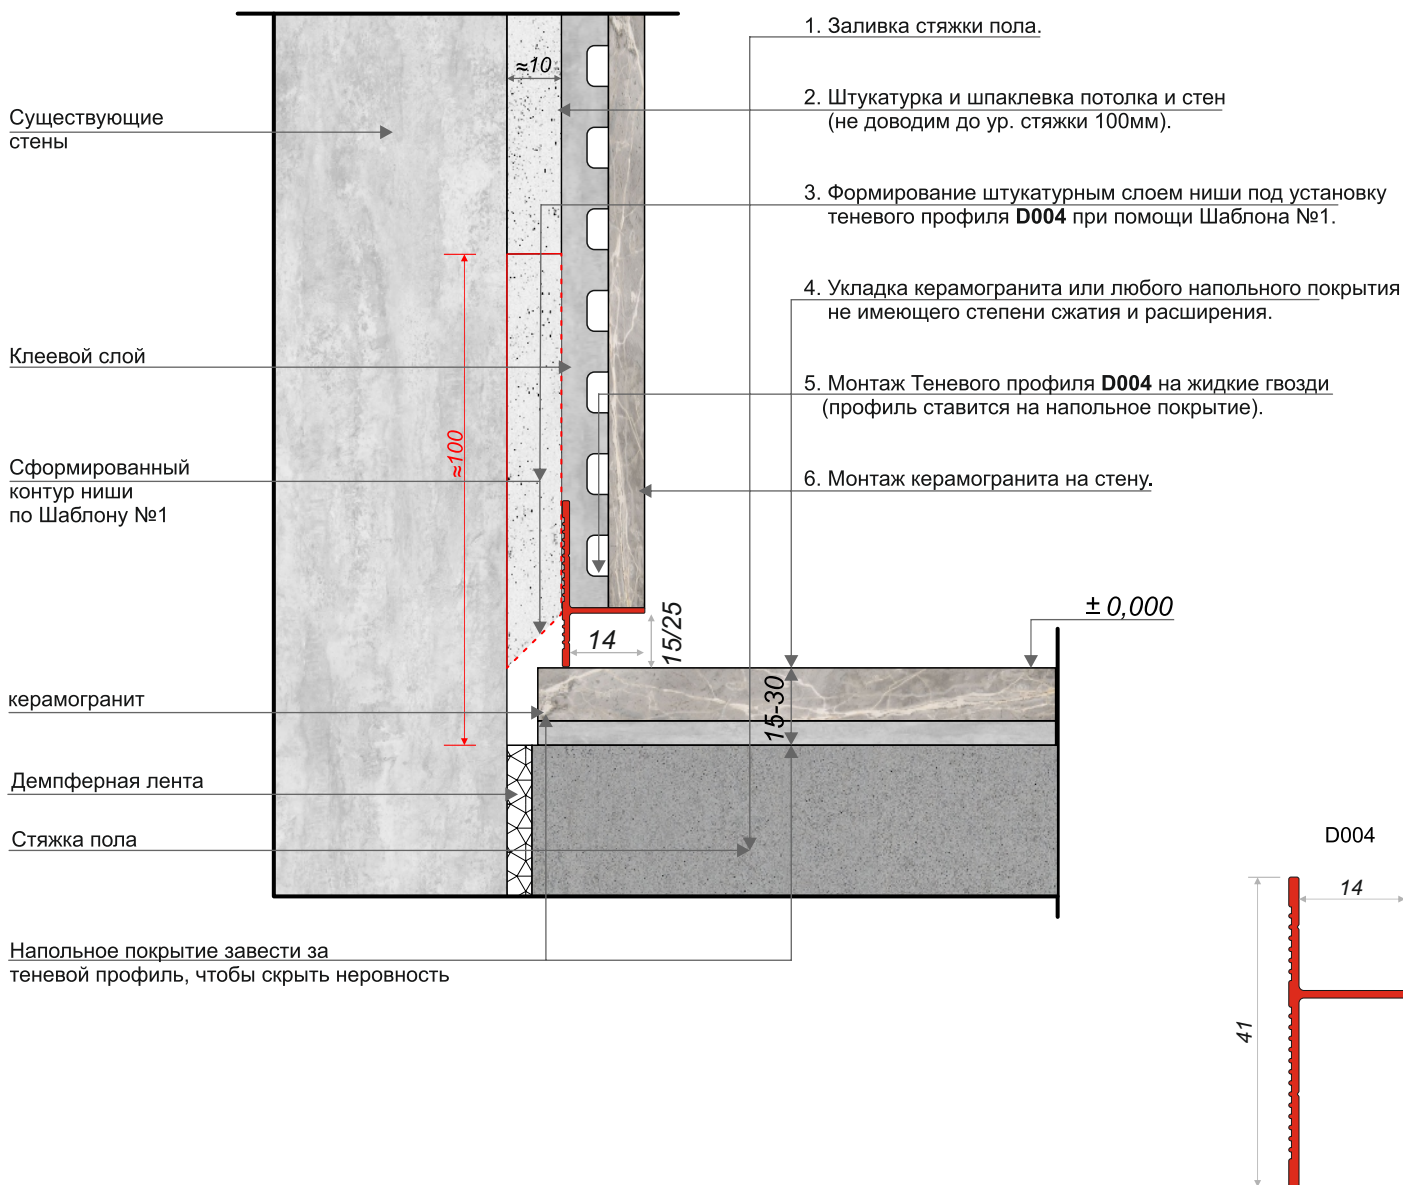 1. Заливка стяжки пола.
2. Штукатурка и шпаклевка потолка и стен
(не доводим до ур. стяжки 100мм).
3. Формирование штукатурным слоем ниши под установку
теневого профиля D004 при помощи Шаблона №1.
4. Укладка керамогранита или любого напольного покрытия
не имеющего степени сжатия и расширения.
5. Монтаж Теневого профиля D004 на жидкие гвозди
(профиль ставится на напольное покрытие).
6. Монтаж керамогранита на стену.
Существующие
стены
Клеевой слой
Сформированный
контур ниши
по Шаблону №1
керамогранит
Демпферная лента
Стяжка пола
Напольное покрытие завести за
теневой профиль, чтобы скрыть неровность
≈10
≈100
14
15/25
± 0,000
15-30
D004
14
41